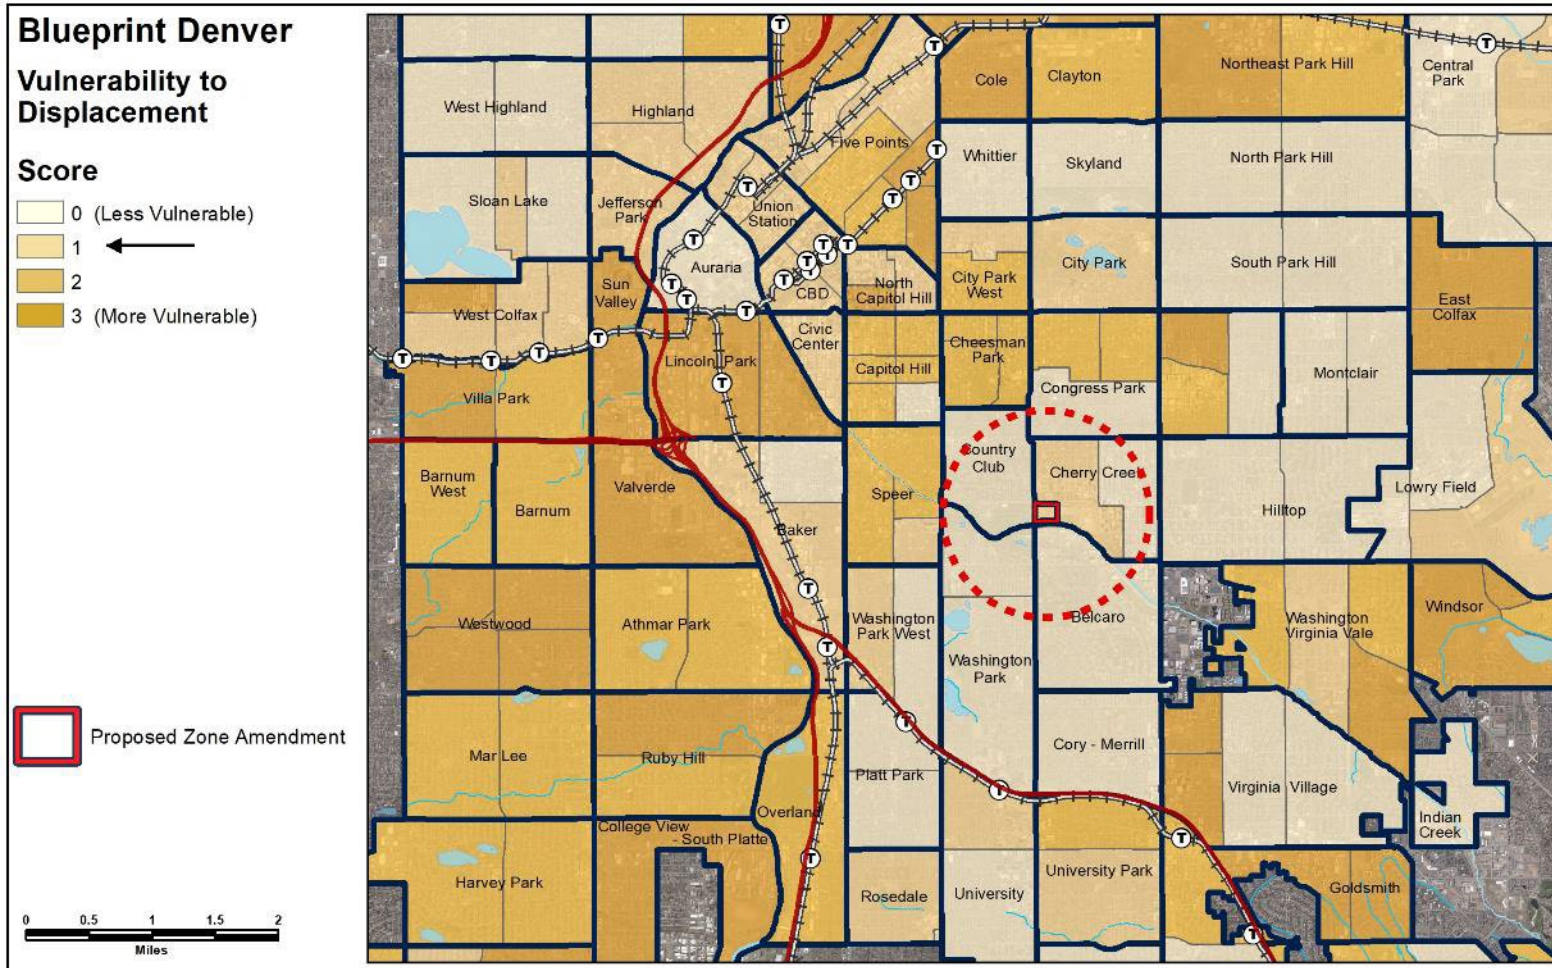 Blueprint Denver
Vulnerability to
Displacement
Score
0 (Less Vulnerable)
1
2
3 (More Vulnerable)
Proposed Zone Amendment
0 0.5 1 1.5 2
Miles
T
T
T
Cole
Clayton
Northeast Park Hill
Central
Park
West Highland
Highland
Five Points
T
Whittier
Skyland
North Park Hill
T
T
T
Sloan Lake
Jefferson
Park
Union
Station
T
Auraria
T
T
T
T
T
T
T
T
T
CBD
North
Capitol Hill
City Park
West
City Park
South Park Hill
Sun
Valley
East
Colfax
West Colfax
T
T
T
T
T
Civic
Center
Cheesman
Park
Lincoln Park
Capitol Hill
Congress Park
Montclair
Villa Park
T
Country
Club
Cherry Creek
Barnum
West
Barnum
Valverde
Speer
Hilltop
Lowry Field
Baker
T
Westwood
Athmar Park
Washington
Park West
Belcaro
Washington
Virginia Vale
Windsor
T
Washington
Park
T
Mar Lee
Ruby Hill
Platt Park
Cory - Merrill
Virginia Village
T
Overland
Indian
Creek
College View
- South Platte
T
T
Harvey Park
Rosedale
University
University Park
Goldsmith
T